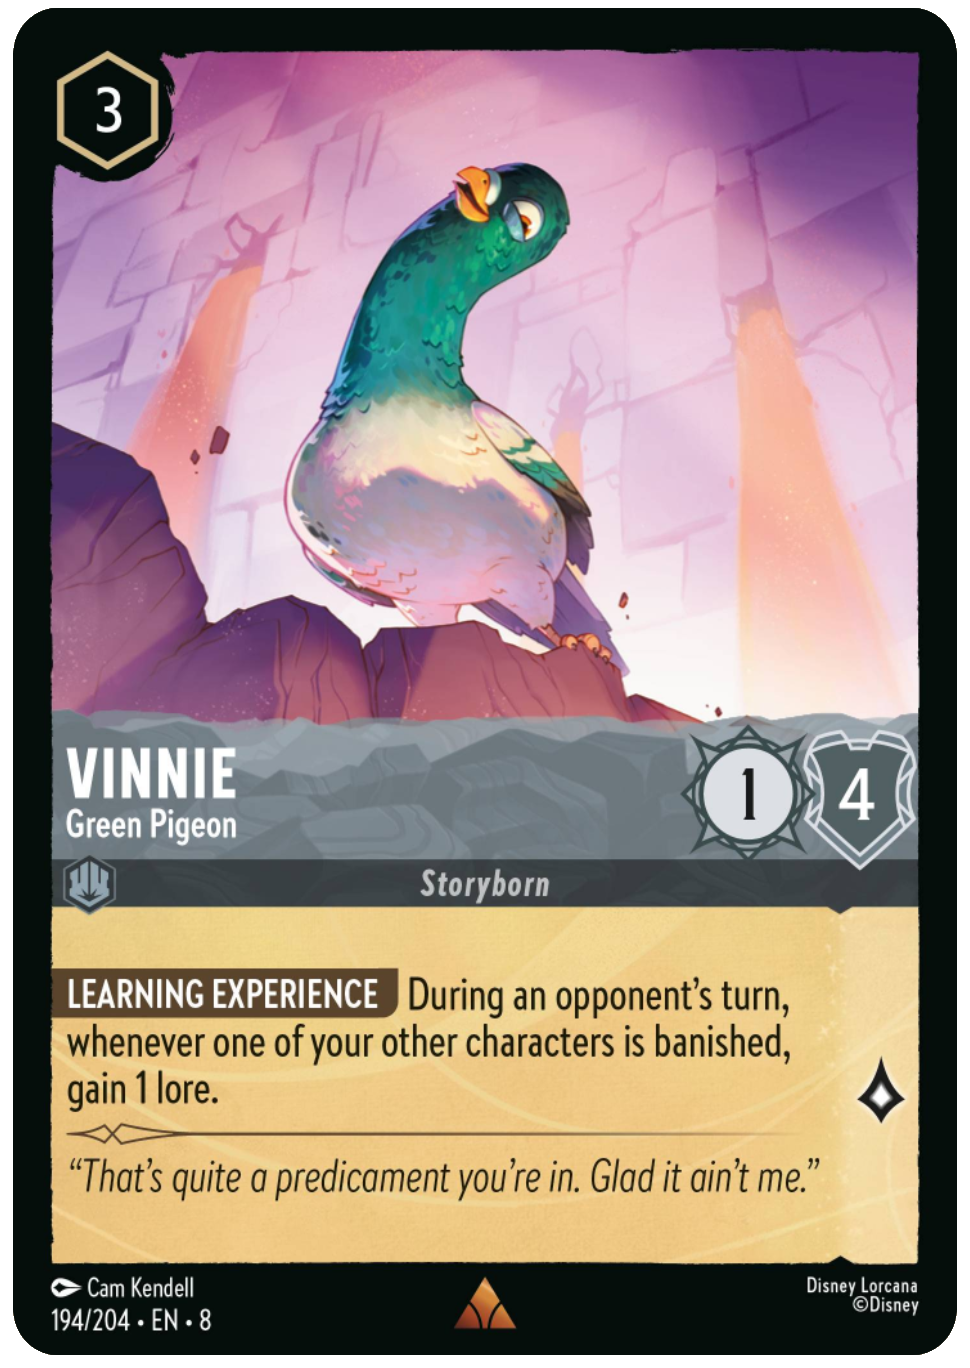 3
VINNIE
Green Pigeon
1
4
Storyborn
LEARNING EXPERIENCE During an opponent's turn,
whenever one of your other characters is banished,
gain 1 lore.
“That's quite a predicament you're in. Glad it ain't me.”
Cam Kendell
Disney Lorcana
194/204 • EN • 8
©Disney